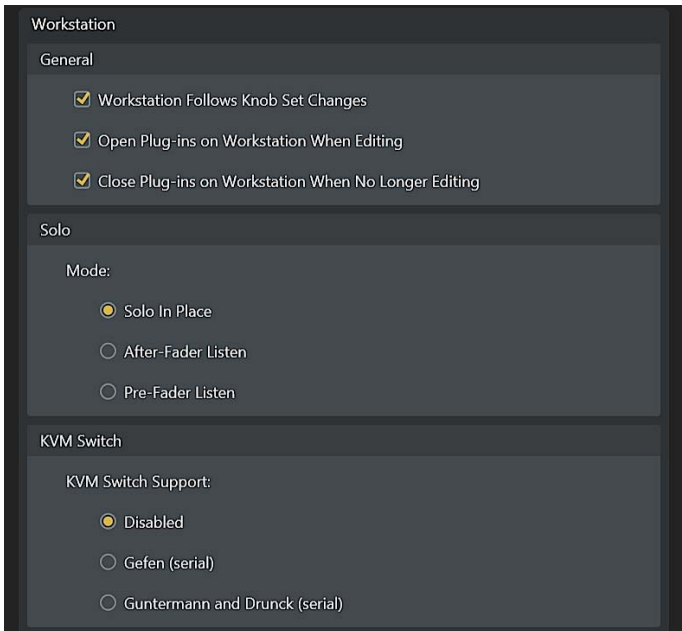 Workstation
General
Workstation Follows Knob Set Changes
Open Plug-ins on Workstation When Editing
Close Plug-ins on Workstation When No Longer Editing
Solo
Mode:
Solo In Place
After-Fader Listen
Pre-Fader Listen
KVM Switch
KVM Switch Support:
Disabled
Gefen (serial)
Guntermann and Drunck (serial)